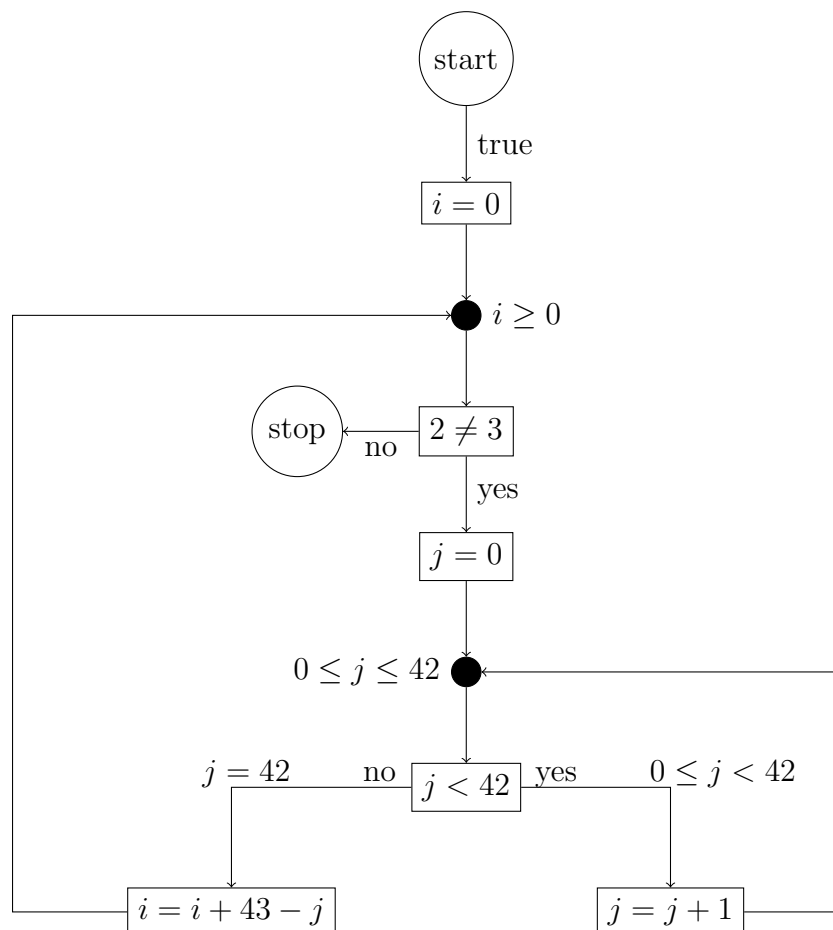 start
true
i = 0
i ≥ 0
stop
no
2 ≠ 3
yes
j = 0
0 ≤ j ≤ 42
j = 42
no
j < 42
yes
0 ≤ j < 42
i = i + 43 − j
j = j + 1